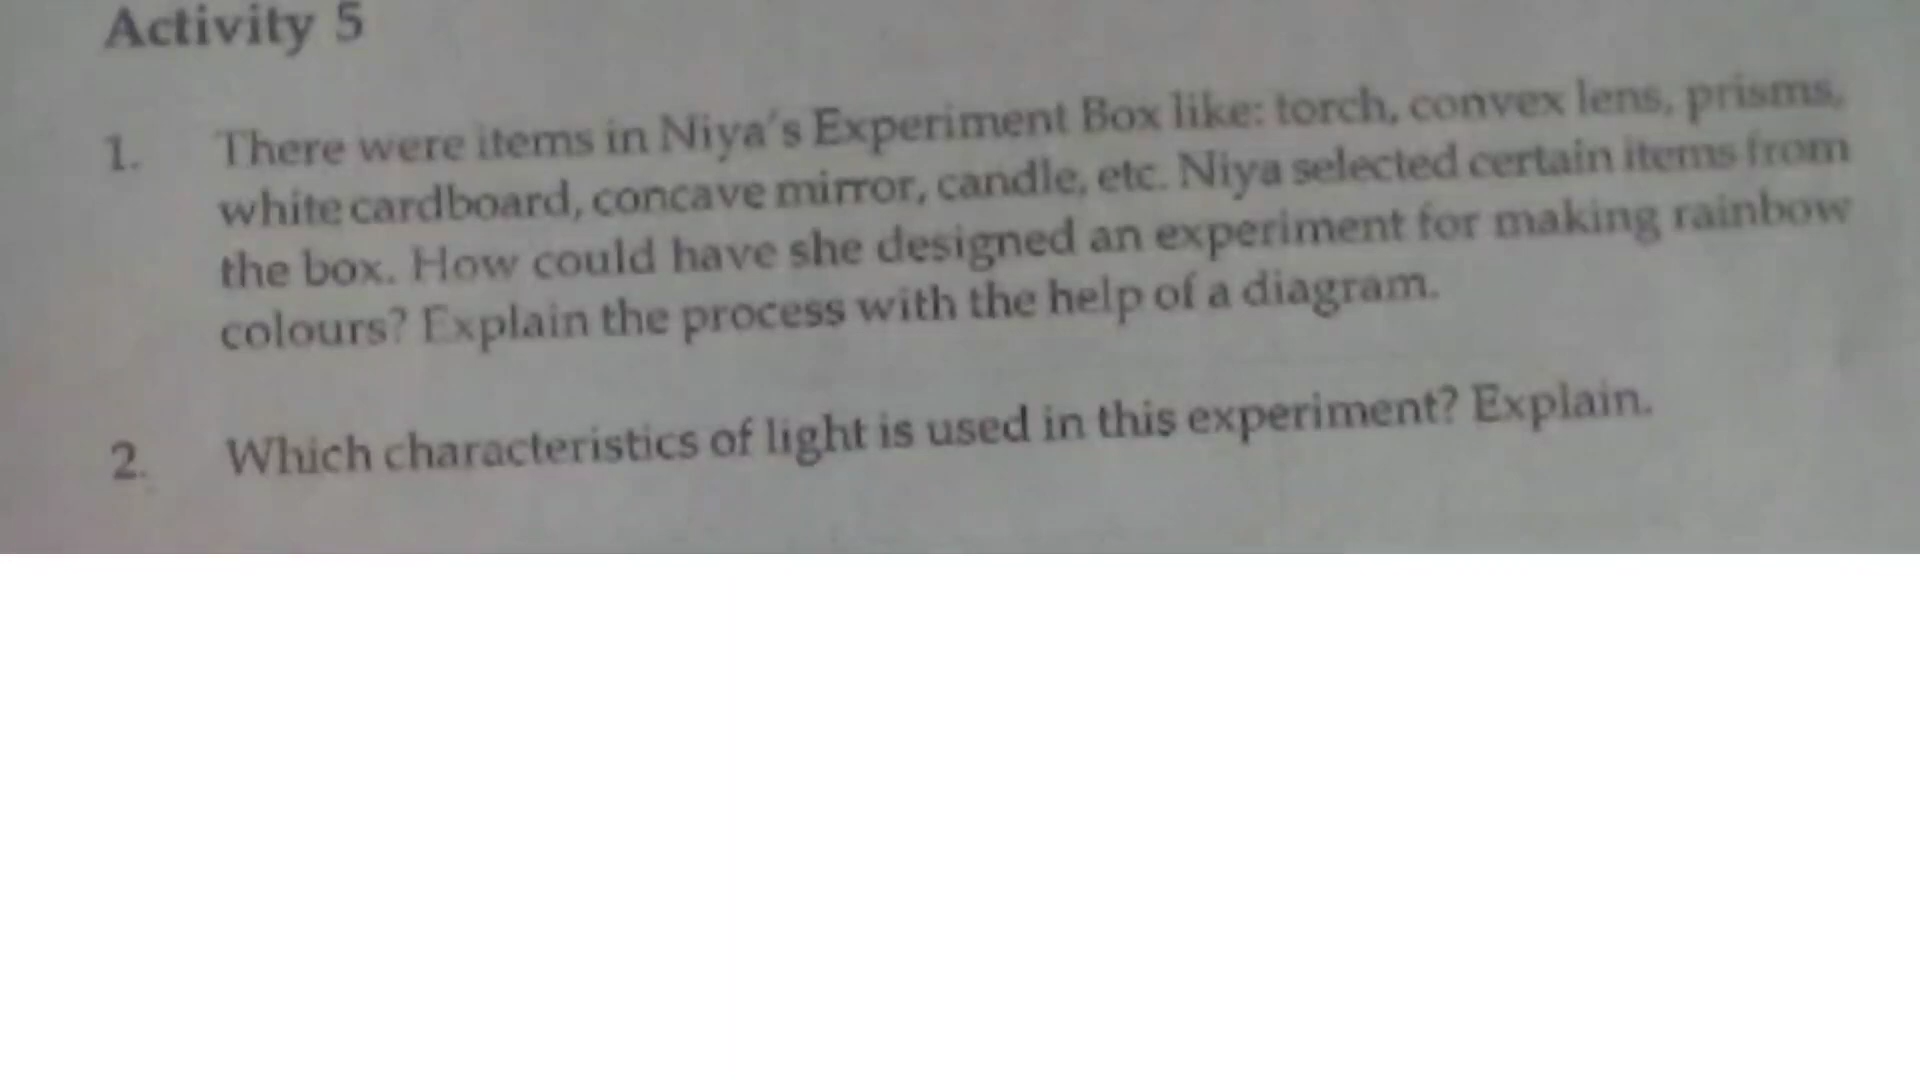 Activity 5
1. There were items in Niya's Experiment Box like: torch, convex lens, prisms,
white cardboard, concave mirror, candle, etc. Niya selected certain items from
the box. How could have she designed an experiment for making rainbow
colours? Explain the process with the help of a diagram.
2. Which characteristics of light is used in this experiment? Explain.